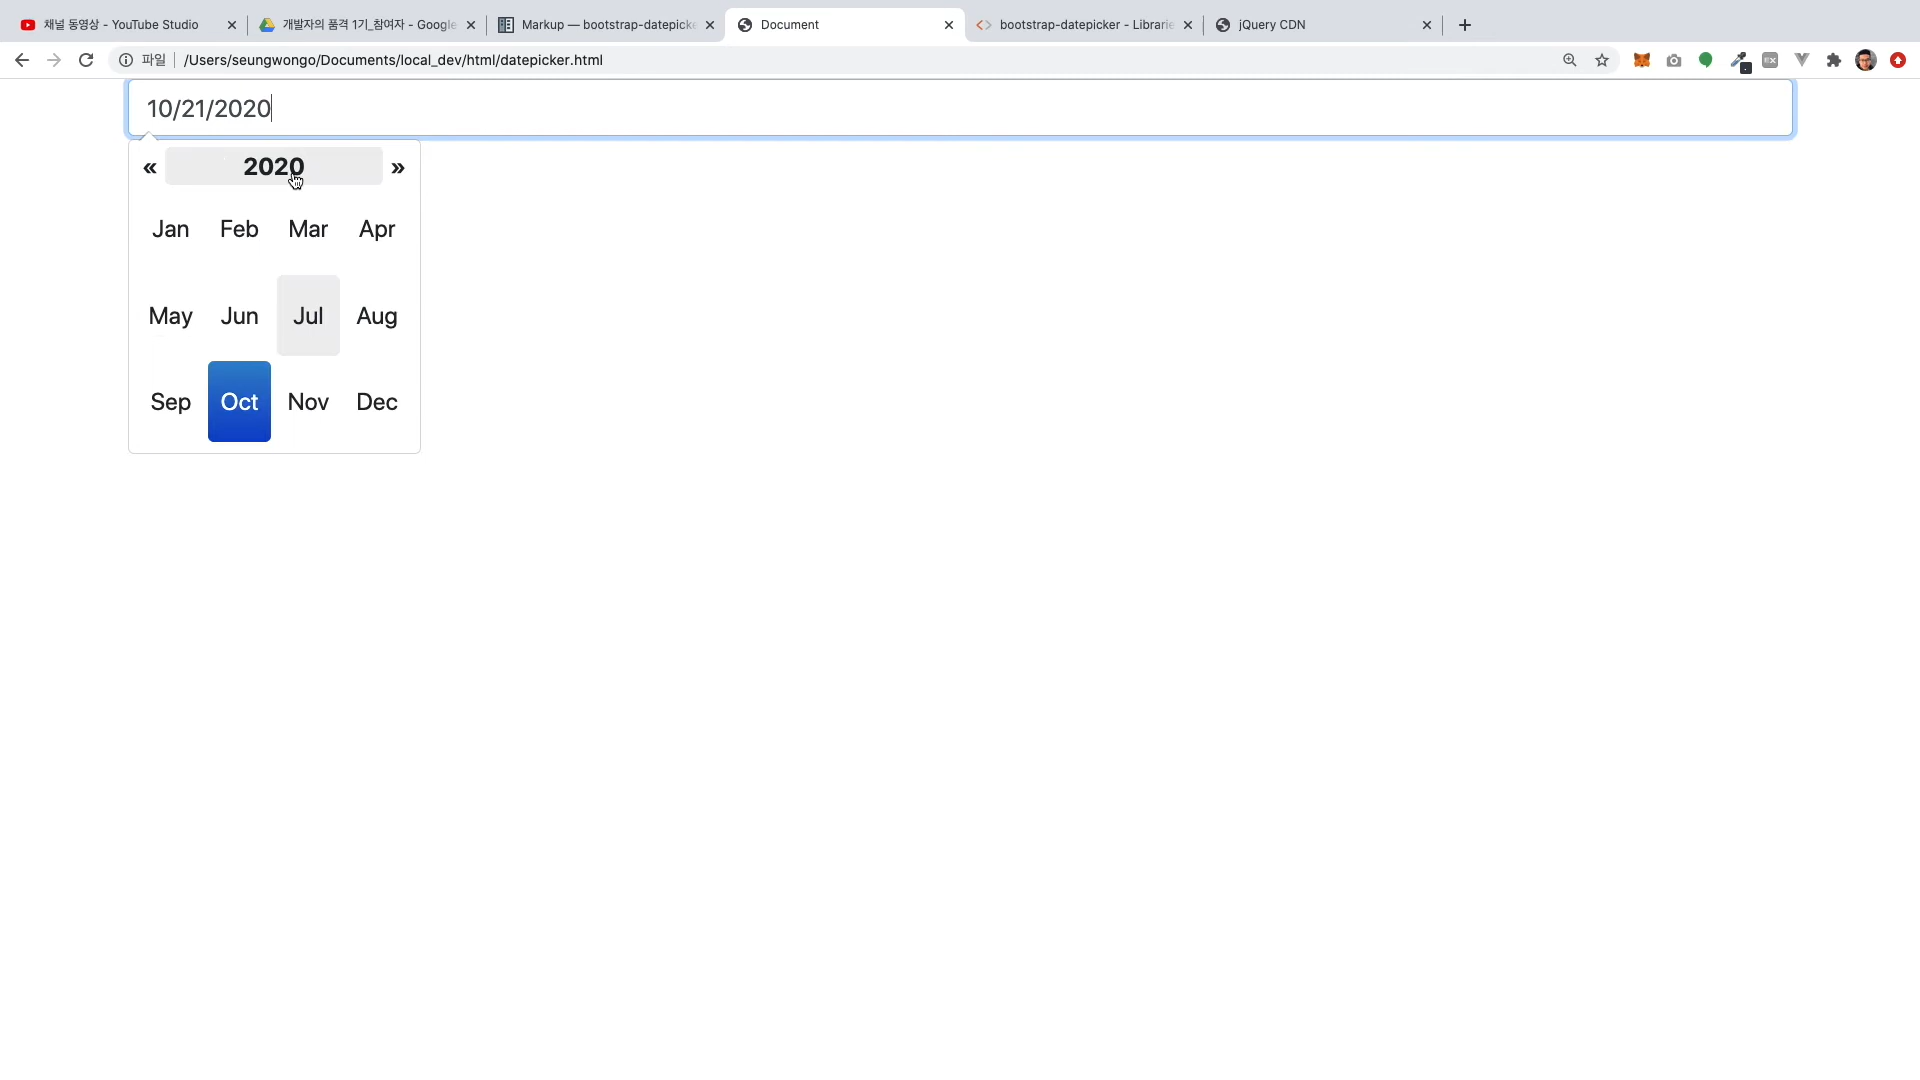 채널 동영상 - YouTube Studio
개발자의 품격 1기_참여자 - Google
Markup — bootstrap-datepicke
Document
bootstrap-datepicker - Librarie
jQuery CDN
파일 /Users/seungwongo/Documents/local_dev/html/datepicker.html
10/21/2020
« 2020 »
Jan Feb Mar Apr
May Jun Jul Aug
Sep Oct Nov Dec